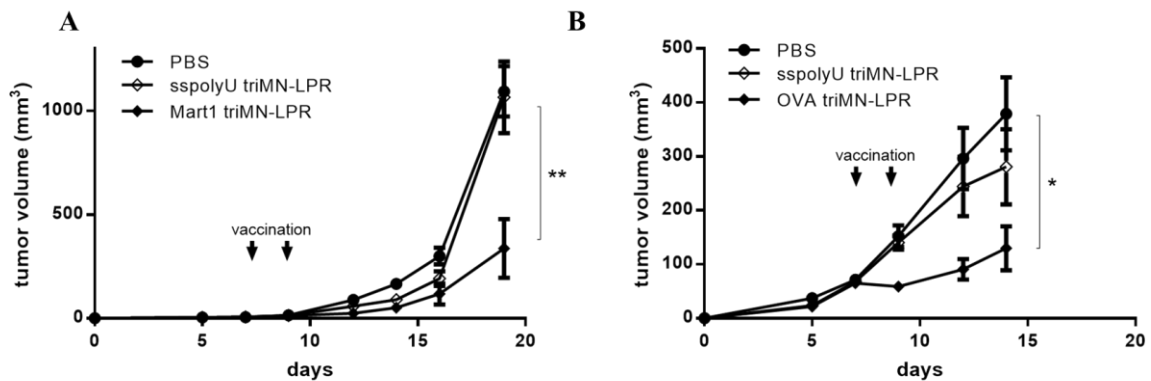 A
PBS
sspolyU triMN-LPR
Mart1 triMN-LPR
tumor volume (mm³)
1000
500
0
vaccination
**
0 5 10 15 20
days
B
PBS
sspolyU triMN-LPR
OVA triMN-LPR
tumor volume (mm³)
500
400
300
200
100
0
vaccination
*
0 5 10 15 20
days